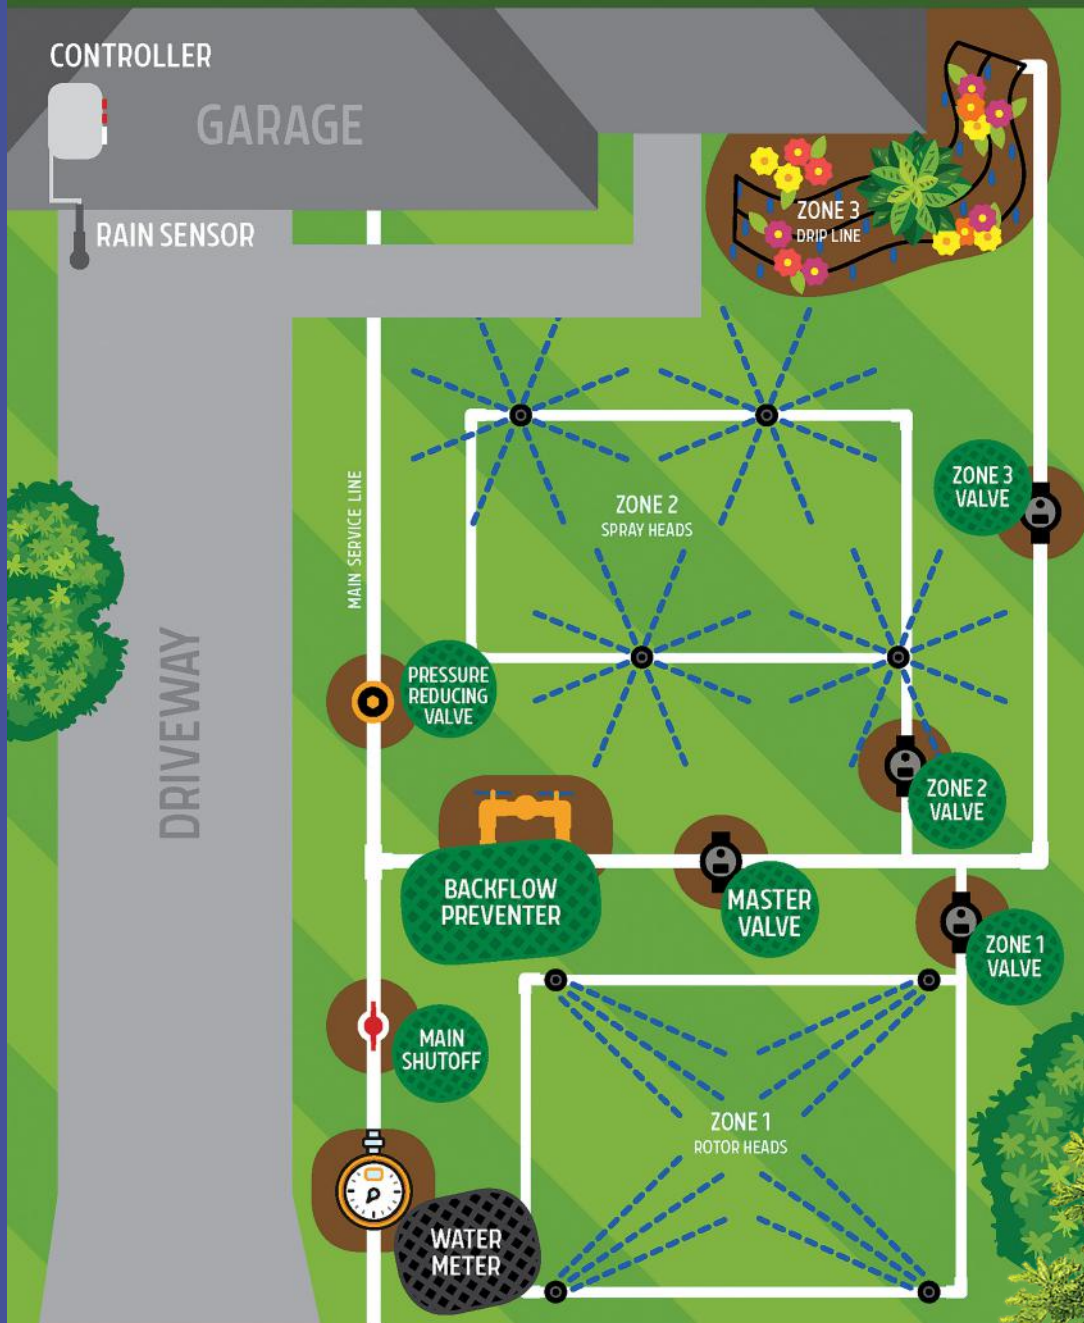 CONTROLLER
GARAGE
RAIN SENSOR
ZONE 3
DRIP LINE
ZONE 3
VALVE
ZONE 2
SPRAY HEADS
MAIN SERVICE LINE
PRESSURE
REDUCING
VALVE
DRIVEWAY
ZONE 2
VALVE
BACKFLOW
PREVENTER
MASTER
VALVE
ZONE 1
VALVE
MAIN
SHUTOFF
ZONE 1
ROTOR HEADS
WATER
METER